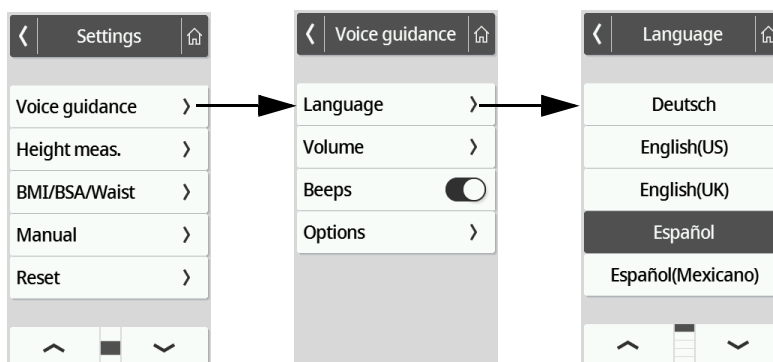 Settings
Voice guidance
Height meas.
BMI/BSA/Waist
Manual
Reset
Voice guidance
Language
Volume
Beeps
Options
Language
Deutsch
English(US)
English(UK)
Español
Español(Mexicano)